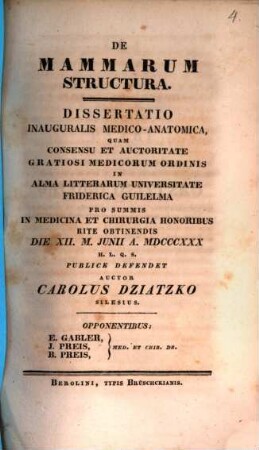 4.
DE
MAMMARUM
STRUCTURA.
DISSERTATIO
INAUGURALIS MEDICO-ANATOMICA,
QUAM
CONSENSU ET AUCTORITATE
GRATIOSI MEDICORUM ORDINIS
IN
ALMA LITTERARUM UNIVERSITATE
FRIDERICA GUILELMA
PRO SUMMIS
IN MEDICINA ET CHIRURGIA HONORIBUS
RITE OBTINENDIS
DIE XII. M. JUNII A. MDCCCXXX
H. L. Q. S.
PUBLICE DEFENDET
AUCTOR
CAROLUS DZIATZKO
SILESIUS.
OPPONENTIBUS:
E. GABLER,
J. PREIS, MED. ET CHIR. DD.
B. PREIS,
BEROLINI, TYPIS BRÜSCHCKIANIS.